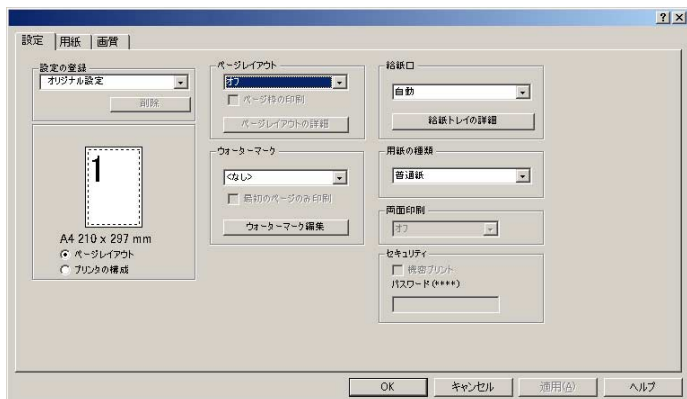 ? ×
設定 用紙 画質
設定の登録
オリジナル設定
削除
1
A4 210 x 297 mm
ページレイアウト
プリンタの構成
ページレイアウト
オフ
ページ枠の印刷
ページレイアウトの詳細
ウォーターマーク
<なし>
最初のページのみ印刷
ウォーターマーク編集
給紙口
自動
給紙トレイの詳細
用紙の種類
普通紙
両面印刷
オフ
セキュリティ
機密プリント
パスワード(****)
OK キャンセル 適用(A) ヘルプ